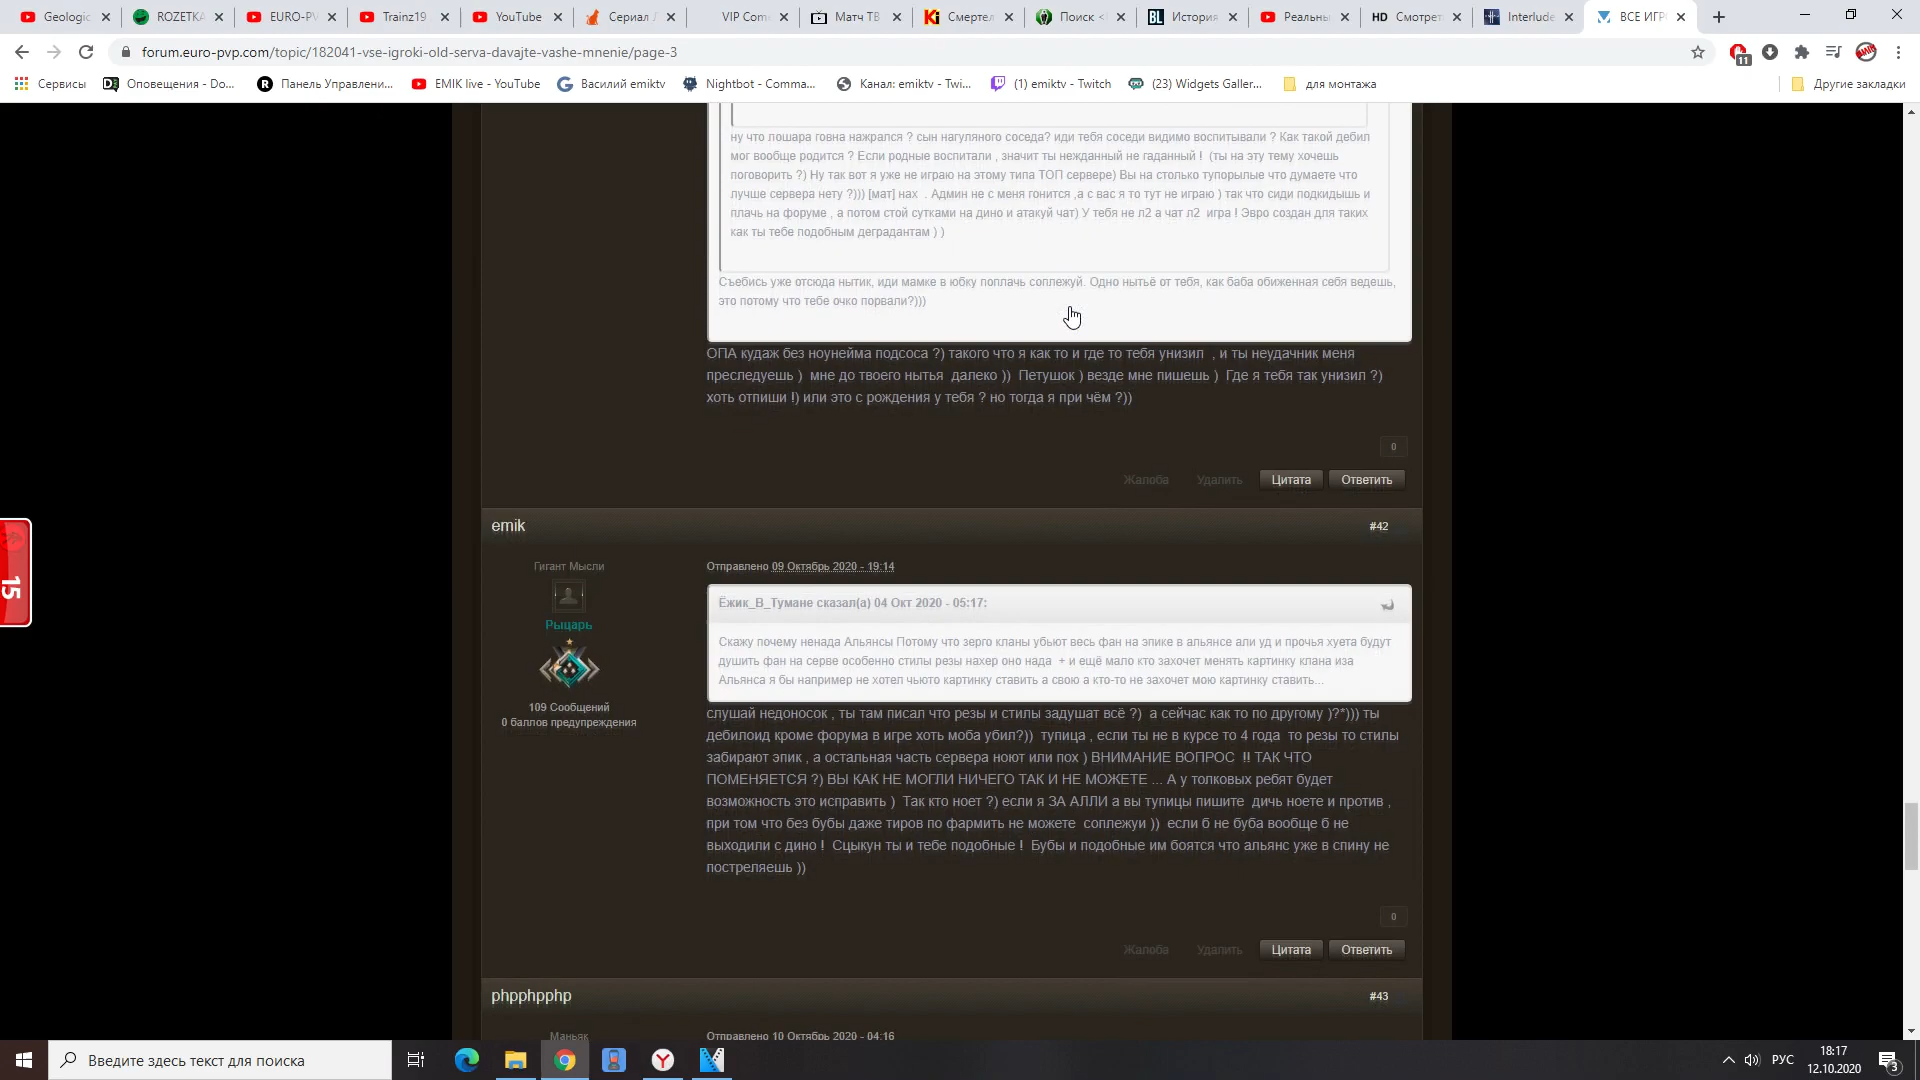 Geologic
ROZETKA
EURO-PV
Trainz19
YouTube
Сериал Л
VIP Com
Матч ТВ
Смертел
Поиск <
История
Реальны
HD Смотрет
Interlude
ВСЕ ИГР
forum.euro-pvp.com/topic/182041-vse-igroki-old-serva-davajte-vashe-mnenie/page-3
11
Сервисы
Оповещения - Do...
Панель Управлени...
EMIK live - YouTube
Василий emiktv
Nightbot - Comma...
Канал: emiktv - Twi...
(1) emiktv - Twitch
(23) Widgets Galler...
для монтажа
Другие закладки
ну что лошара говна нажрался ? сын нагуляного соседа? иди тебя соседи видимо воспитывали ? Как такой дебил
мог вообще родится ? Если родные воспитали , значит ты нежданный не гаданный ! (ты на эту тему хочешь
поговорить ?) Ну так вот я уже не играю на этому типа ТОП сервере) Вы на столько тупорылые что думаете что
лучше сервера нету ?))) [мат] нах . Админ не с меня гонится ,а с вас я то тут не играю ) так что сиди подкидышь и
плачь на форуме , а потом стой сутками на дино и атакуй чат) У тебя не л2 а чат л2 игра ! Эвро создан для таких
как ты тебе подобным деградантам ) )
Съебись уже отсюда нытик, иди мамке в юбку поплачь соплежуй. Одно нытьё от тебя, как баба обиженная себя ведешь,
это потому что тебе очко порвали?)))
ОПА кудаж без ноунейма подсоса ?) такого что я как то и где то тебя унизил , и ты неудачник меня
преследуешь ) мне до твоего нытья далеко )) Петушок ) везде мне пишешь ) Где я тебя так унизил ?)
хоть отпиши !) или это с рождения у тебя ? но тогда я при чём ?))
0
Жалоба Удалить Цитата Ответить
emik #42
Гигант Мысли
Рыцарь
109 Сообщений
0 баллов предупреждения
Отправлено 09 Октябрь 2020 - 19:14
Ёжик_В_Тумане сказал(а) 04 Окт 2020 - 05:17:
Скажу почему ненада Альянсы Потому что зерго кланы убьют весь фан на эпике в альянсе али уд и прочья хуета будут
душить фан на серве особенно стилы резы нахер оно нада + и ещё мало кто захочет менять картинку клана иза
Альянса я бы например не хотел чьюто картинку ставить а свою а кто-то не захочет мою картинку ставить...
слушай недоносок , ты там писал что резы и стилы задушат всё ?) а сейчас как то по другому )?*))) ты
дебилоид кроме форума в игре хоть моба убил?)) тупица , если ты не в курсе то 4 года то резы то стилы
забирают эпик , а остальная часть сервера ноют или пох ) ВНИМАНИЕ ВОПРОС !! ТАК ЧТО
ПОМЕНЯЕТСЯ ?) ВЫ КАК НЕ МОГЛИ НИЧЕГО ТАК И НЕ МОЖЕТЕ ... А у толковых ребят будет
возможность это исправить ) Так кто ноет ?) если я ЗА АЛЛИ а вы тупицы пишите дичь ноете и против ,
при том что без бубы даже тиров по фармить не можете соплежуи )) если б не буба вообще б не
выходили с дино ! Сцыкун ты и тебе подобные ! Бубы и подобные им боятся что альянс уже в спину не
постреляешь ))
0
Жалоба Удалить Цитата Ответить
phpphpphp #43
Маньяк
Отправлено 10 Октябрь 2020 - 04:16
15
Введите здесь текст для поиска
РУС
18:17
12.10.2020
3